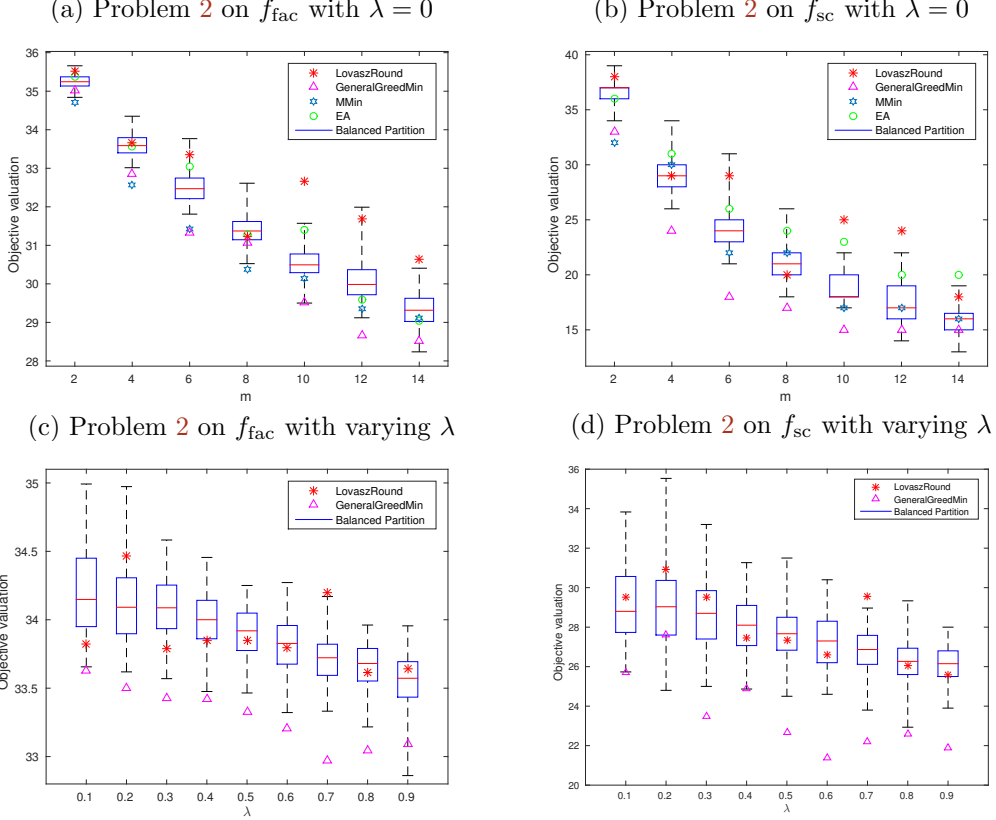 (a) Problem 2 on f_fac with λ = 0
36
35
34
33
32
31
30
29
28
Objective valuation
2 4 6 8 10 12 14
m
LovaszRound
GeneralGreedMin
MMin
EA
Balanced Partition
(b) Problem 2 on f_sc with λ = 0
40
35
30
25
20
15
Objective valuation
2 4 6 8 10 12 14
m
LovaszRound
GeneralGreedMin
MMin
EA
Balanced Partition
(c) Problem 2 on f_fac with varying λ
35
34.5
34
33.5
33
Objective valuation
0.1 0.2 0.3 0.4 0.5 0.6 0.7 0.8 0.9
λ
LovaszRound
GeneralGreedMin
Balanced Partition
(d) Problem 2 on f_sc with varying λ
36
34
32
30
28
26
24
22
20
Objective valuation
0.1 0.2 0.3 0.4 0.5 0.6 0.7 0.8 0.9
λ
LovaszRound
GeneralGreedMin
Balanced Partition